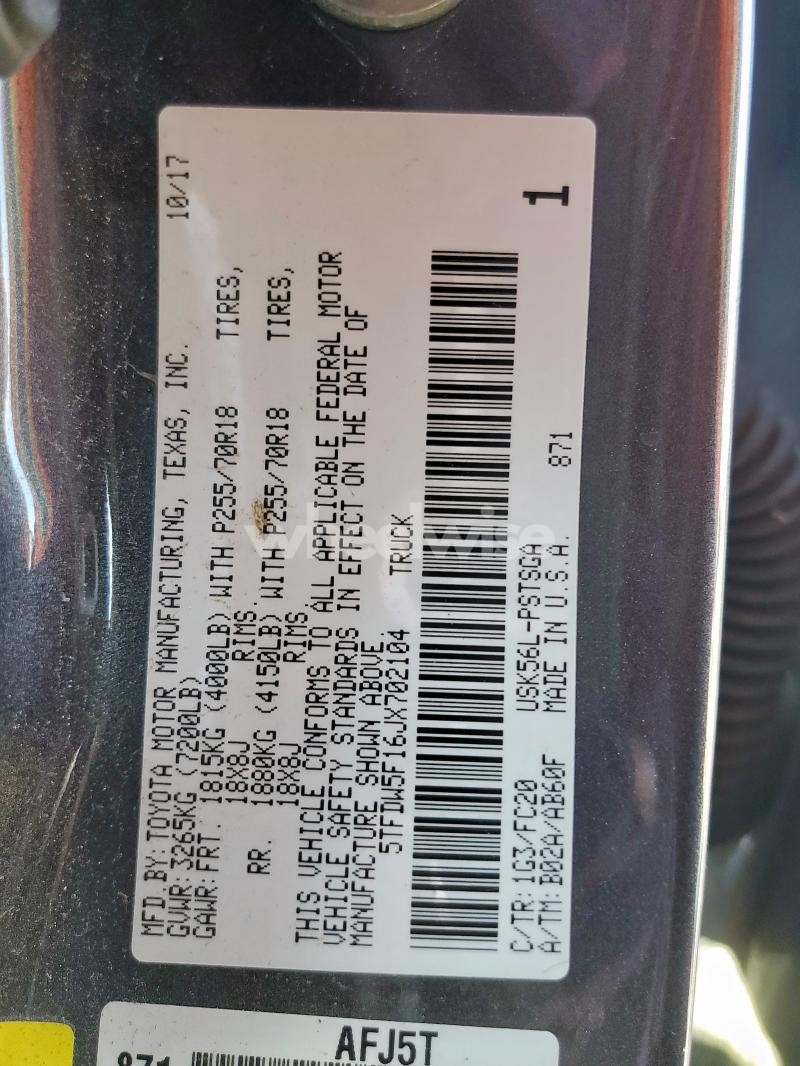 MFD.BY: TOYOTA MOTOR MANUFACTURING, TEXAS, INC. 10/17
GVWR: 3265KG (7200LB)
GAWR: FRT. 1815KG (4000LB) WITH P255/70R18 TIRES,
18X8J RIMS.
RR. 1880KG (4150LB) WITH P255/70R18 TIRES,
18X8J RIMS.
THIS VEHICLE CONFORMS TO ALL APPLICABLE FEDERAL MOTOR
VEHICLE SAFETY STANDARDS IN EFFECT ON THE DATE OF
MANUFACTURE SHOWN ABOVE
5TFDW5F16JX702104 TRUCK
1
C/TR: 1G3/FC20 USK56L-PSTSGA 871
A/TM: B02A/AB60F MADE IN U.S.A.
AFJ5T
871
wheelwise